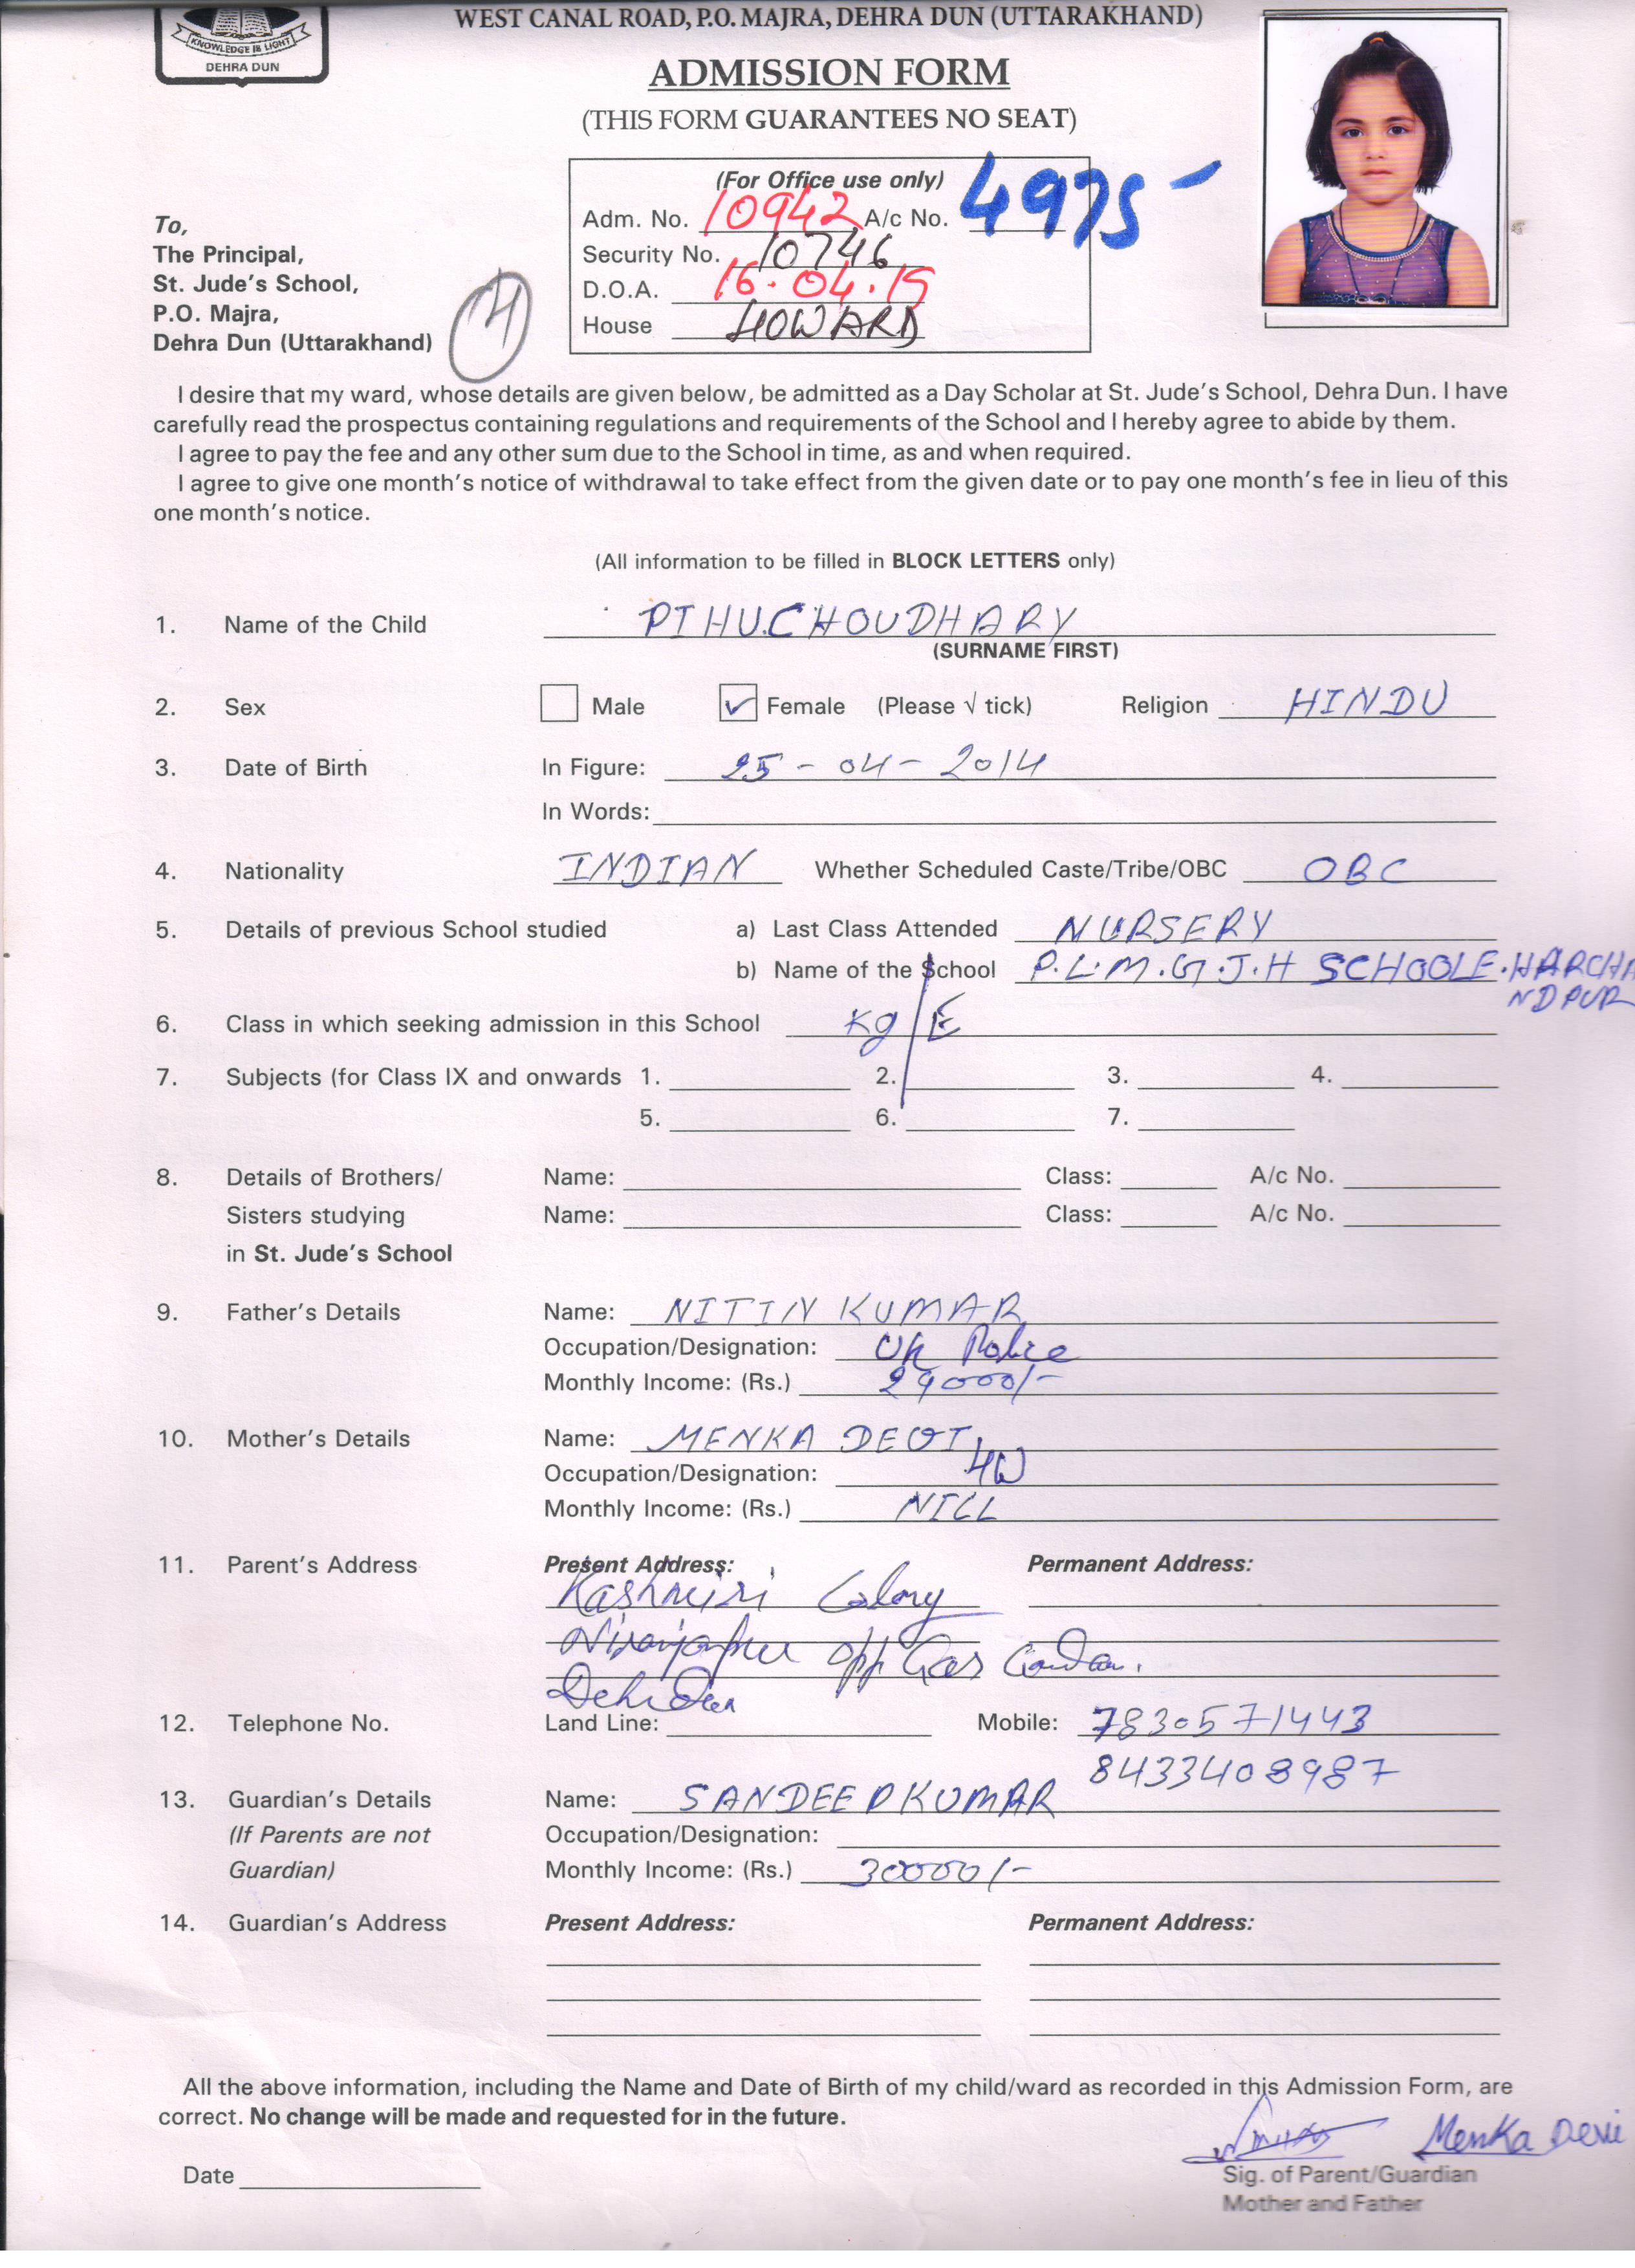 KNOWLEDGE IS LIGHT
DEHRA DUN
WEST CANAL ROAD, P.O. MAJRA, DEHRA DUN (UTTARAKHAND)
ADMISSION FORM
(THIS FORM GUARANTEES NO SEAT)
(For Office use only)
Adm. No. 10942 A/c No. 4975
Security No. 10746
D.O.A. 16.04.19
House HOWARD
To,
The Principal,
St. Jude's School,
P.O. Majra,
Dehra Dun (Uttarakhand)
I desire that my ward, whose details are given below, be admitted as a Day Scholar at St. Jude's School, Dehra Dun. I have
carefully read the prospectus containing regulations and requirements of the School and I hereby agree to abide by them.
I agree to pay the fee and any other sum due to the School in time, as and when required.
I agree to give one month's notice of withdrawal to take effect from the given date or to pay one month's fee in lieu of this
one month's notice.
(All information to be filled in BLOCK LETTERS only)
1. Name of the Child PIHU.CHOUDHARY
(SURNAME FIRST)
2. Sex Male ✓ Female (Please √ tick) Religion HINDU
3. Date of Birth In Figure: 25-04-2014
In Words:
4. Nationality INDIAN Whether Scheduled Caste/Tribe/OBC OBC
5. Details of previous School studied a) Last Class Attended NURSERY
b) Name of the School P.L.M.G.J.H SCHOOLE.HARCHA
NDPUR
6. Class in which seeking admission in this School Kg/E
7. Subjects (for Class IX and onwards 1. 2. 3. 4.
5. 6. 7.
8. Details of Brothers/ Name: Class: A/c No.
Sisters studying Name: Class: A/c No.
in St. Jude's School
9. Father's Details Name: NITIN KUMAR
Occupation/Designation: UK Police
Monthly Income: (Rs.) 29000/-
10. Mother's Details Name: MENKA DEVI
Occupation/Designation: HW
Monthly Income: (Rs.) NILL
11. Parent's Address Present Address: Permanent Address:
Kashmiri Colony
Niranjanpur opp Gas
Dehradun
12. Telephone No. Land Line: Mobile: 7830571443
8433408987
13. Guardian's Details Name: SANDEEP KUMAR
(If Parents are not Occupation/Designation:
Guardian) Monthly Income: (Rs.) 30000/-
14. Guardian's Address Present Address: Permanent Address:
All the above information, including the Name and Date of Birth of my child/ward as recorded in this Admission Form, are
correct. No change will be made and requested for in the future.
Menka Devi
Date Sig. of Parent/Guardian
Mother and Father